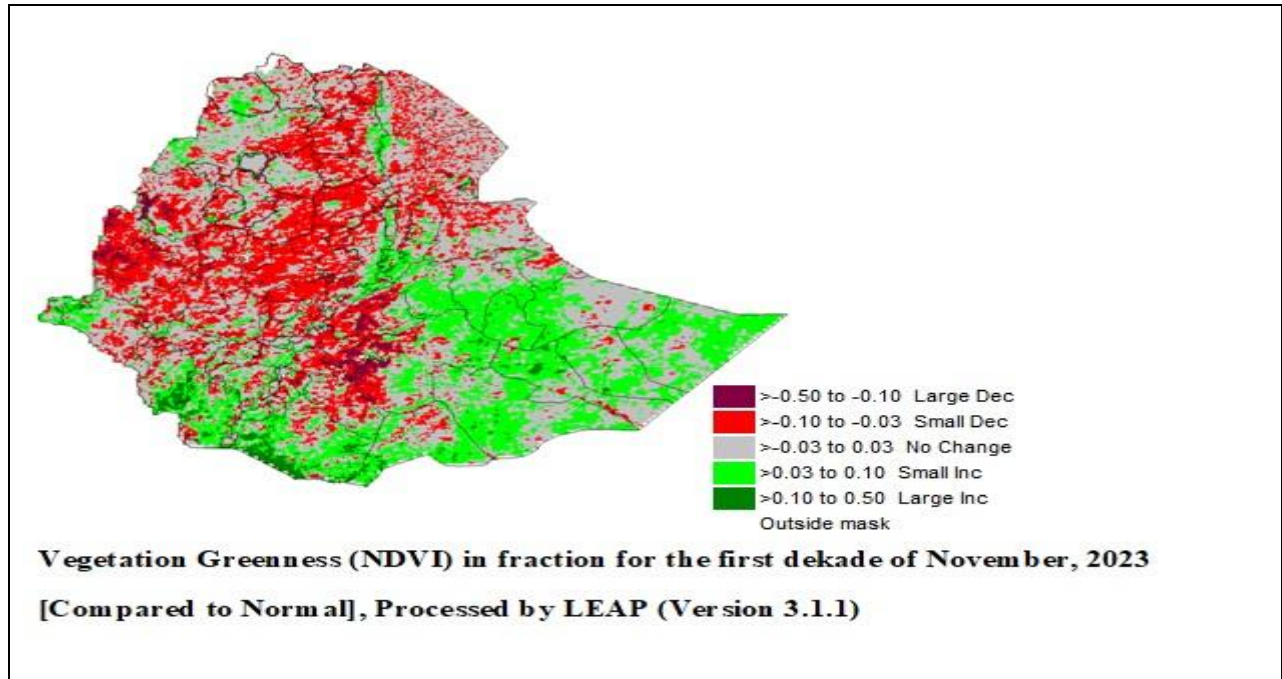 >-0.50 to -0.10 Large Dec
>-0.10 to -0.03 Small Dec
>-0.03 to 0.03 No Change
>0.03 to 0.10 Small Inc
>0.10 to 0.50 Large Inc
Outside mask
Vegetation Greenness (NDVI) in fraction for the first dekade of November, 2023
[Compared to Normal], Processed by LEAP (Version 3.1.1)